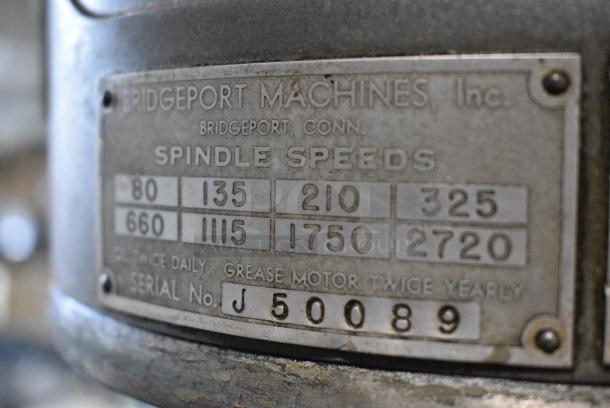 BRIDGEPORT MACHINES, Inc.
BRIDGEPORT, CONN.
SPINDLE SPEEDS
80 135 210 325
660 1115 1750 2720
OIL TWICE DAILY. GREASE MOTOR TWICE YEARLY
SERIAL No. J 50089